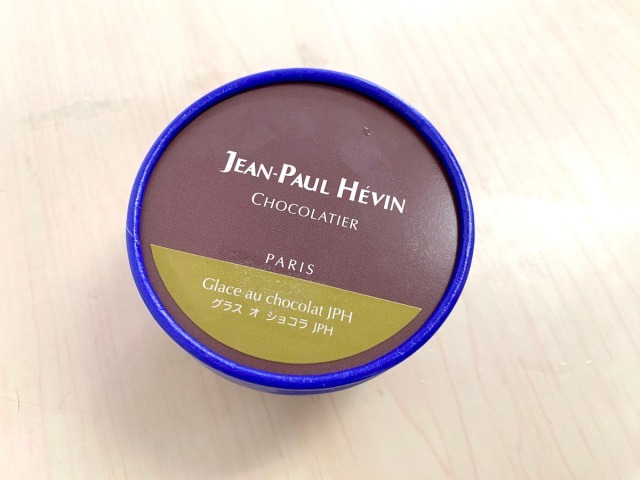 JEAN-PAUL HÉVIN
CHOCOLATIER
PARIS
Glace au chocolat JPH
グラス オ ショコラ JPH